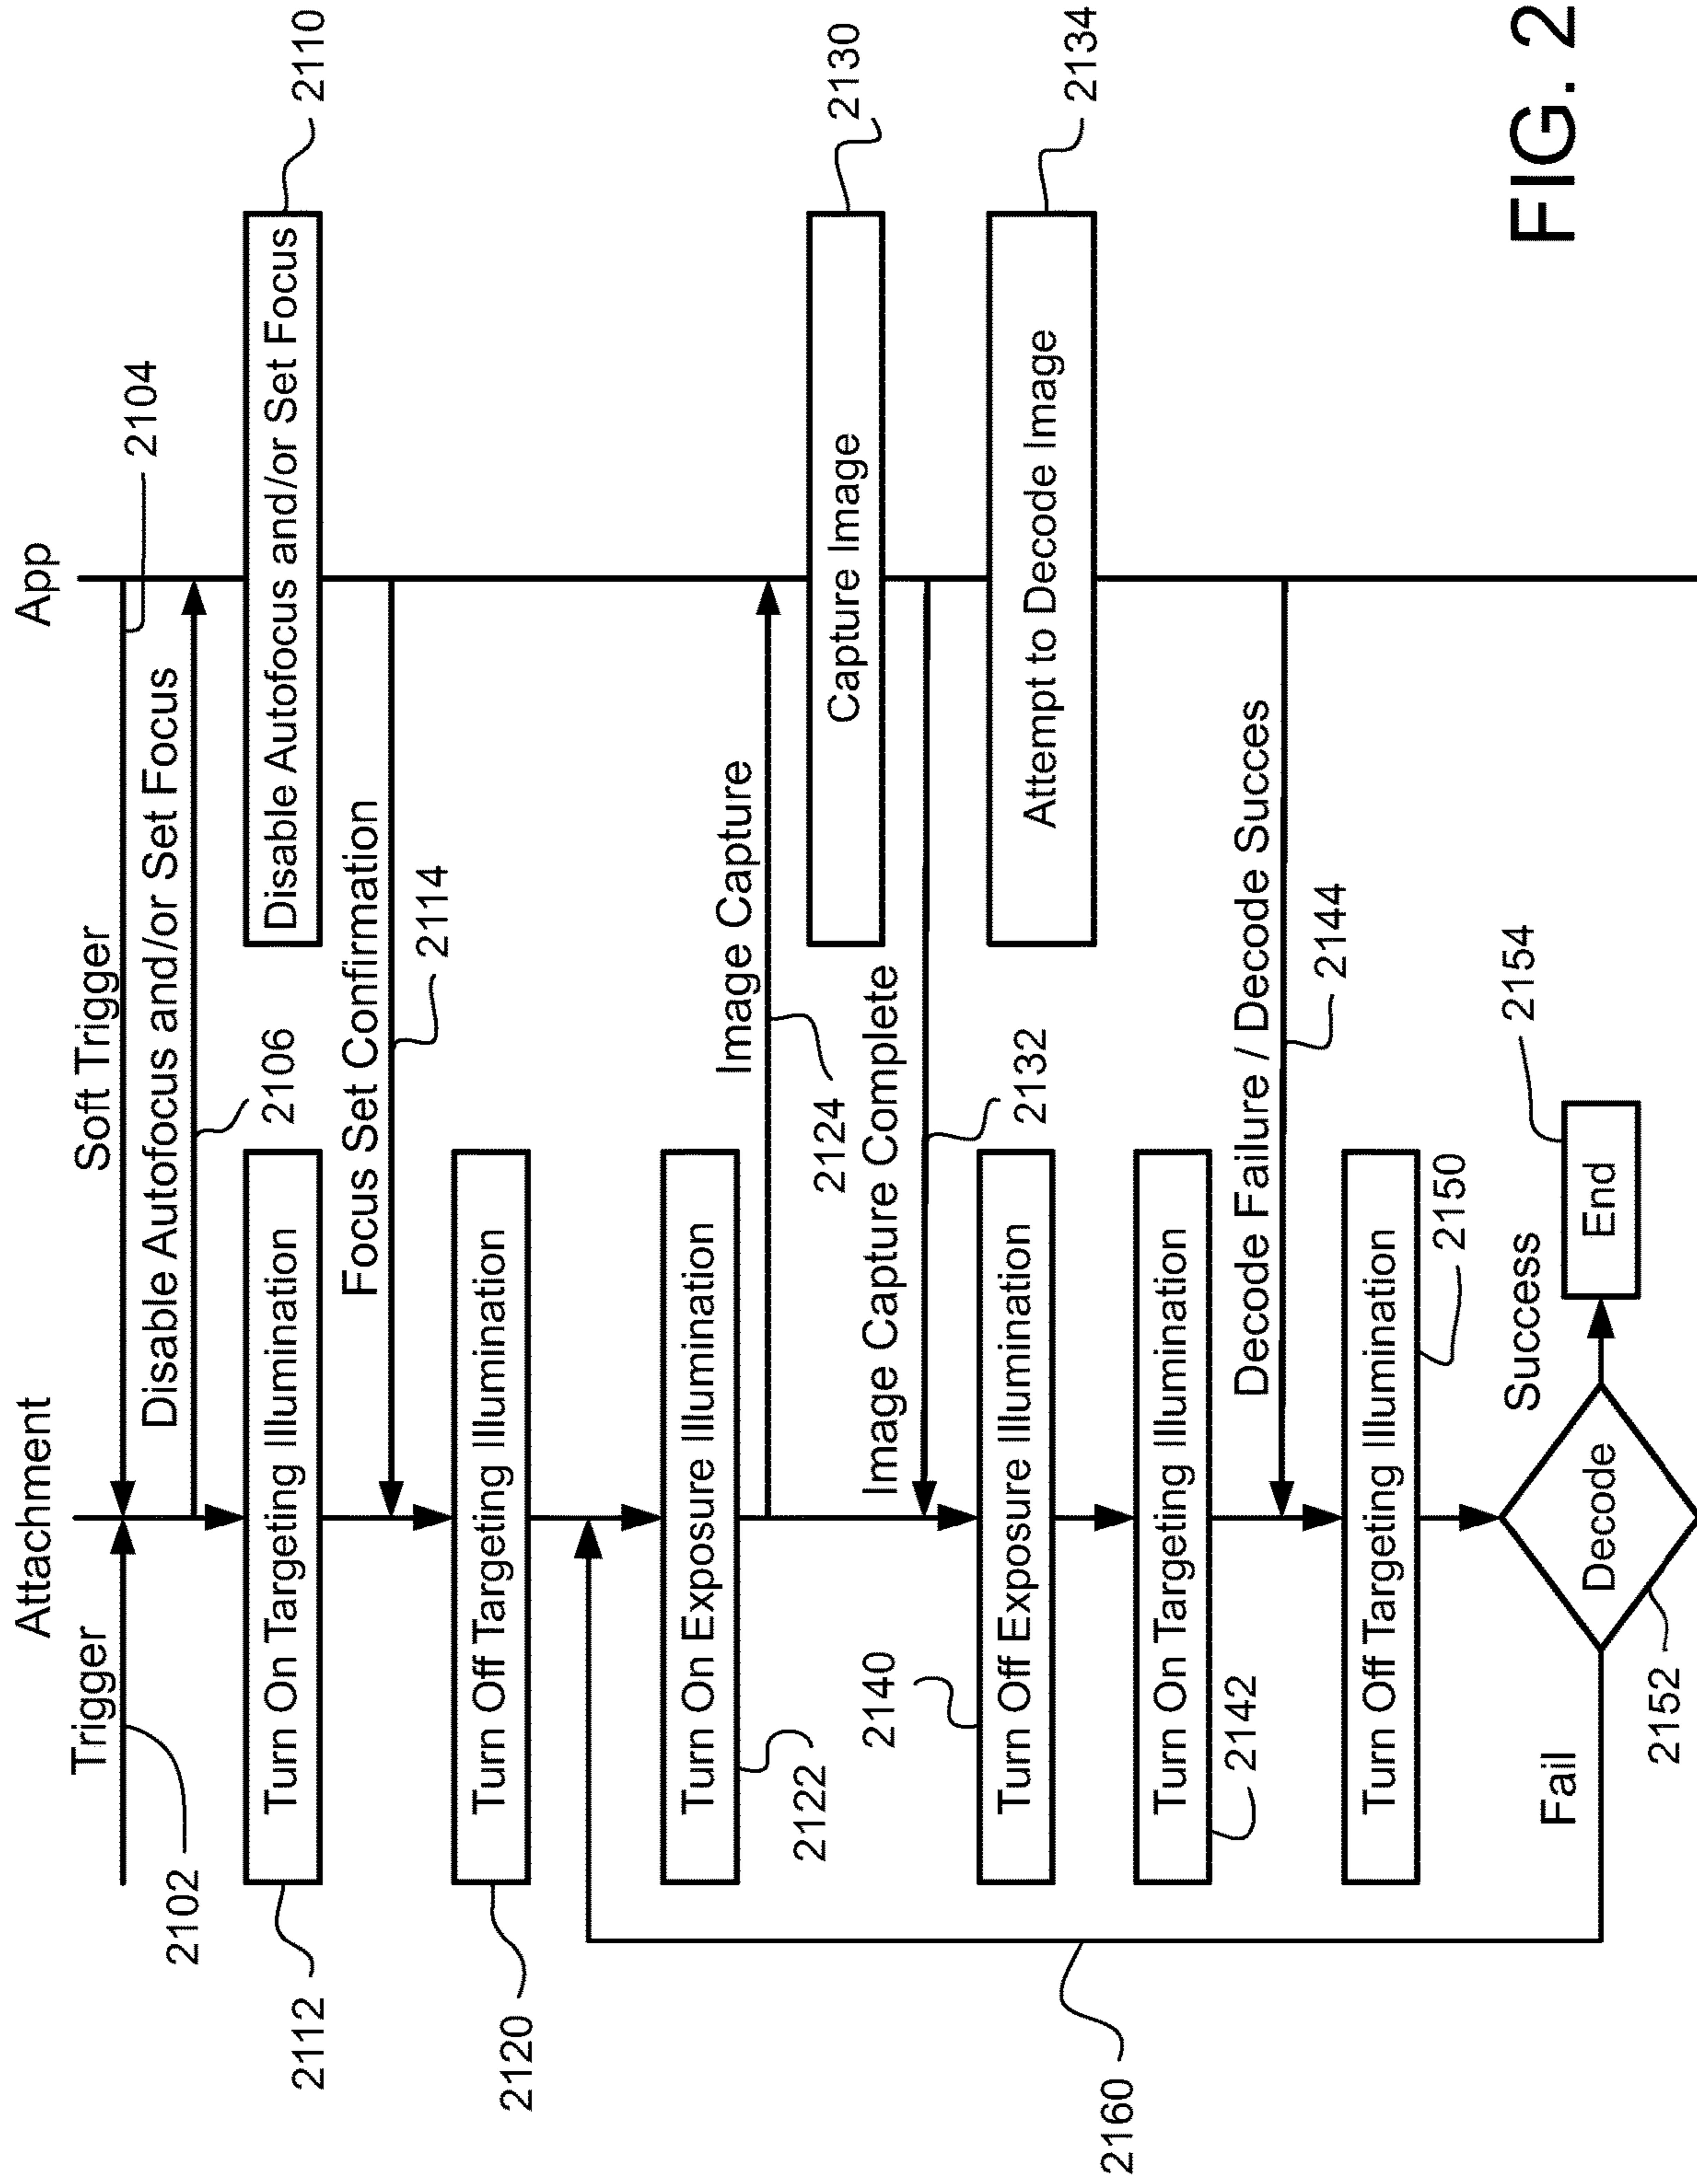 Attachment
App
Trigger
2102
Soft Trigger
2104
Disable Autofocus and/or Set Focus
2106
Turn On Targeting Illumination
2112
Disable Autofocus and/or Set Focus
2110
Focus Set Confirmation
2114
Turn Off Targeting Illumination
2120
Turn On Exposure Illumination
2122
Image Capture
2124
Capture Image
2130
Image Capture Complete
2132
Turn Off Exposure Illumination
2140
Attempt to Decode Image
2134
Turn On Targeting Illumination
2142
Decode Failure / Decode Succes
2144
Turn Off Targeting Illumination
2150
Decode
2152
Success
End
2154
Fail
2160
FIG. 2